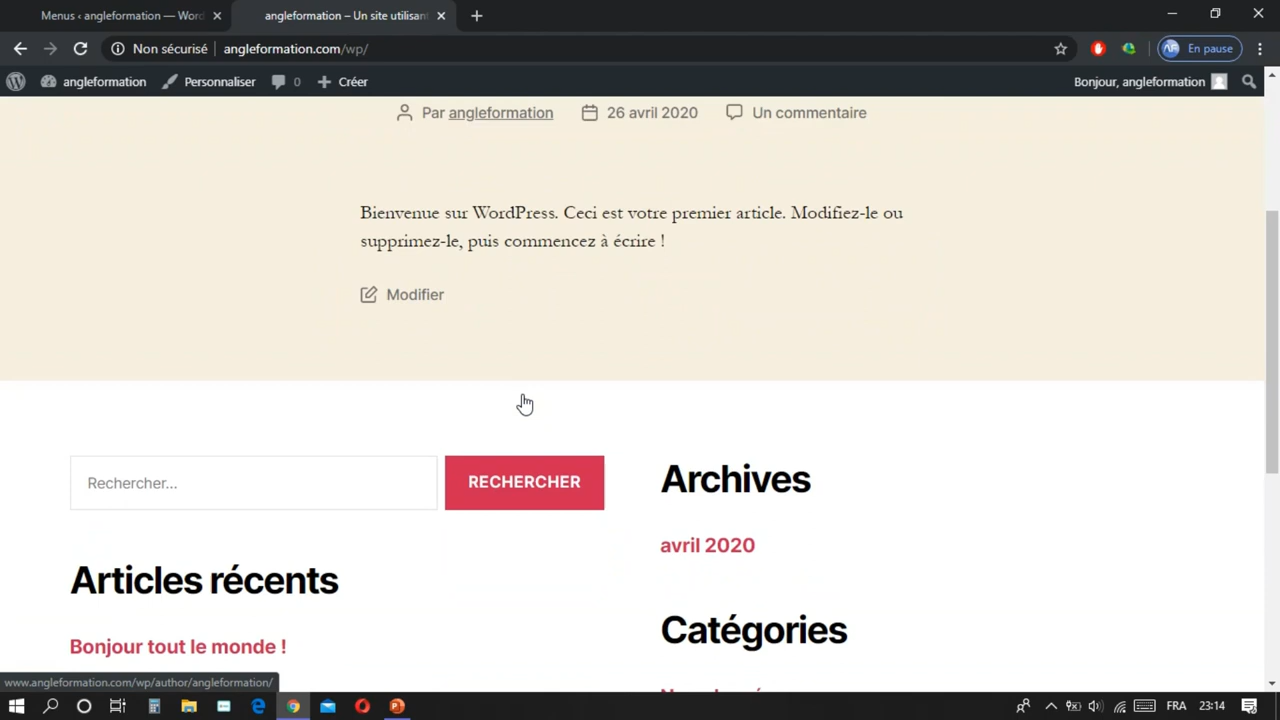 Menus ‹ angleformation — Word
angleformation – Un site utilisant
Non sécurisé
angleformation.com/wp/
En pause
angleformation
Personnaliser
0
Créer
Bonjour, angleformation
Par angleformation
26 avril 2020
Un commentaire
Bienvenue sur WordPress. Ceci est votre premier article. Modifiez-le ou
supprimez-le, puis commencez à écrire !
Modifier
Rechercher...
RECHERCHER
Archives
avril 2020
Articles récents
Catégories
Bonjour tout le monde !
www.angleformation.com/wp/author/angleformation/
FRA
23:14